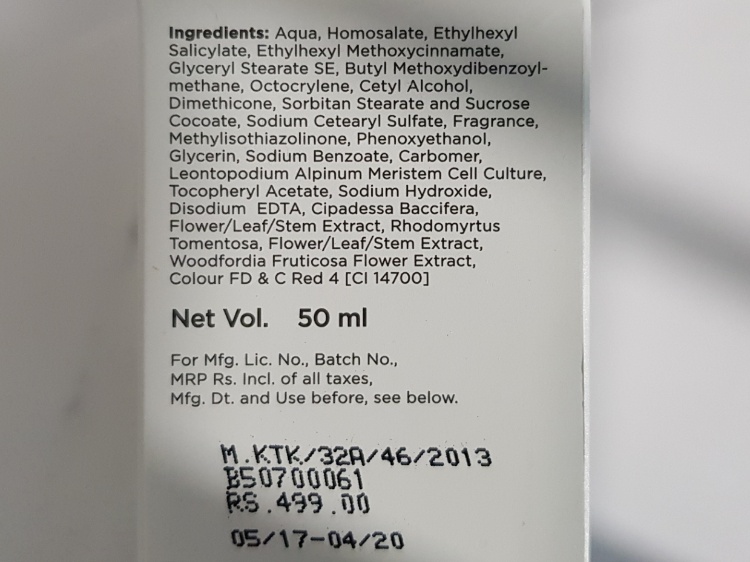 Ingredients: Aqua, Homosalate, Ethylhexyl
Salicylate, Ethylhexyl Methoxycinnamate,
Glyceryl Stearate SE, Butyl Methoxydibenzoyl-
methane, Octocrylene, Cetyl Alcohol,
Dimethicone, Sorbitan Stearate and Sucrose
Cocoate, Sodium Cetearyl Sulfate, Fragrance,
Methylisothiazolinone, Phenoxyethanol,
Glycerin, Sodium Benzoate, Carbomer,
Leontopodium Alpinum Meristem Cell Culture,
Tocopheryl Acetate, Sodium Hydroxide,
Disodium EDTA, Cipadessa Baccifera,
Flower/Leaf/Stem Extract, Rhodomyrtus
Tomentosa, Flower/Leaf/Stem Extract,
Woodfordia Fruticosa Flower Extract,
Colour FD & C Red 4 [CI 14700]
Net Vol. 50 ml
For Mfg. Lic. No., Batch No.,
MRP Rs. Incl. of all taxes,
Mfg. Dt. and Use before, see below.
M.KTK/32A/46/2013
B50700061
RS.499.00
05/17-04/20